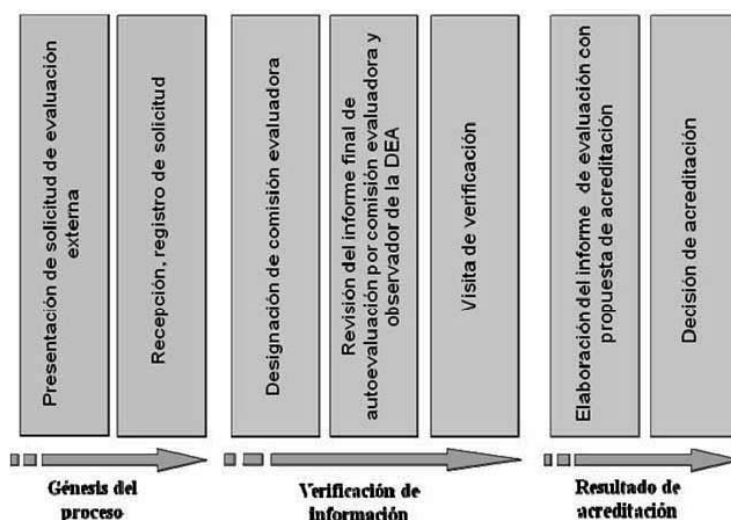 Presentación de solicitud de evaluación
externa
Recepción, registro de solicitud
Designación de comisión evaluadora
Revisión del informe final de
autoevaluación por comisión evaluadora y
observador de la DEA
Visita de verificación
Elaboración del informe de evaluación con
propuesta de acreditación
Decisión de acreditación
Génesis del
proceso
Verificación de
información
Resultado de
acreditación